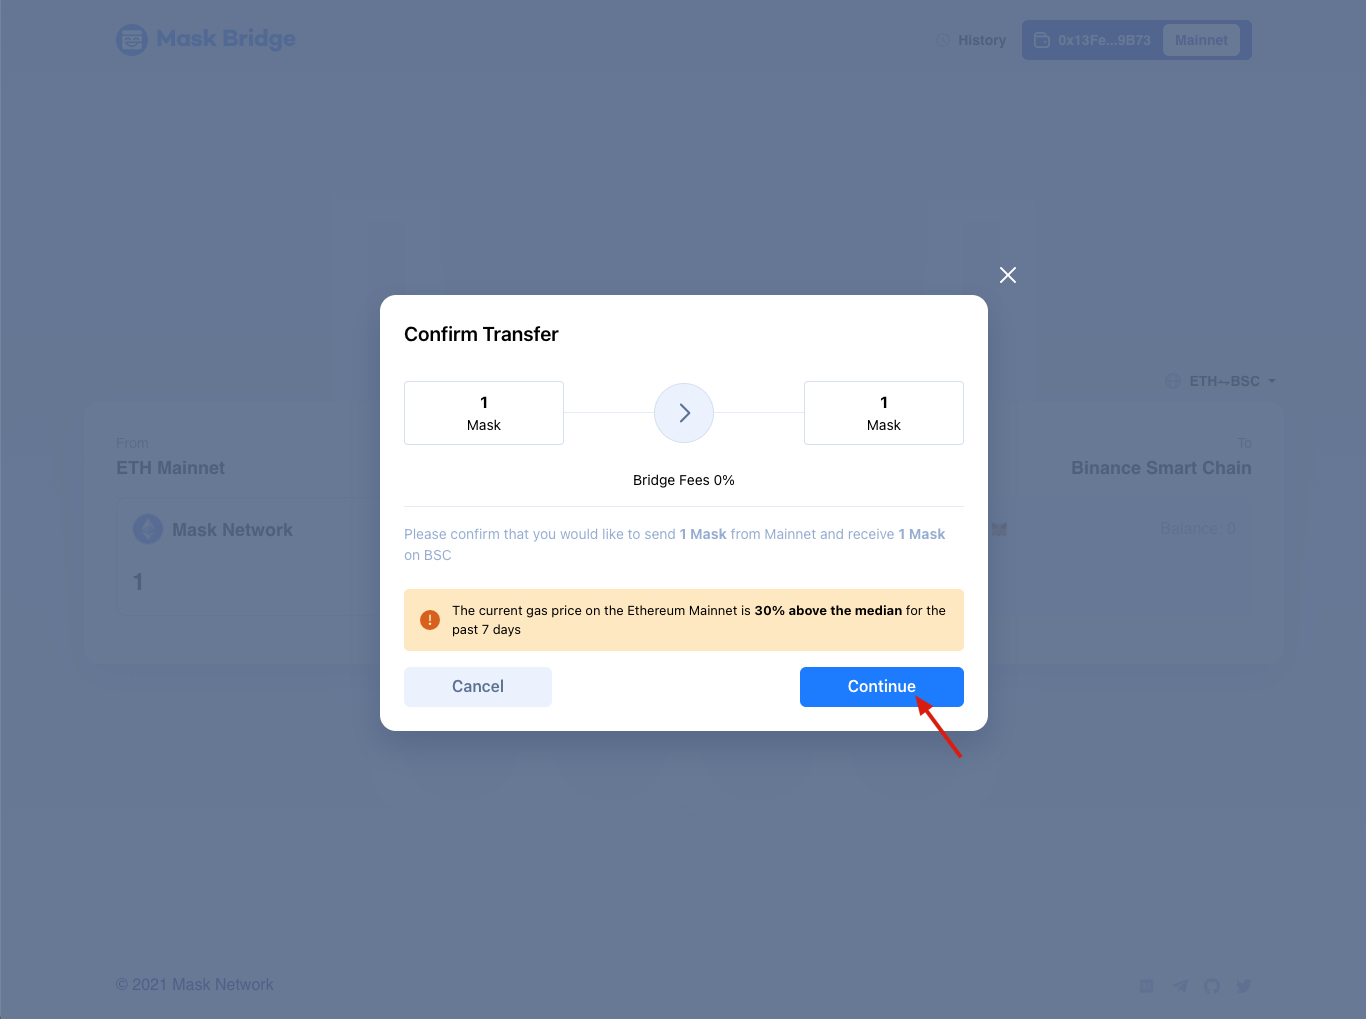 Mask Bridge
History
0x13Fe...9B73
Mainnet
Confirm Transfer
1
Mask
1
Mask
ETH⇋BSC
From
To
ETH Mainnet
Binance Smart Chain
Bridge Fees 0%
Mask Network
Balance: 0
Please confirm that you would like to send 1 Mask from Mainnet and receive 1 Mask
on BSC
1
The current gas price on the Ethereum Mainnet is 30% above the median for the
past 7 days
Cancel
Continue
© 2021 Mask Network